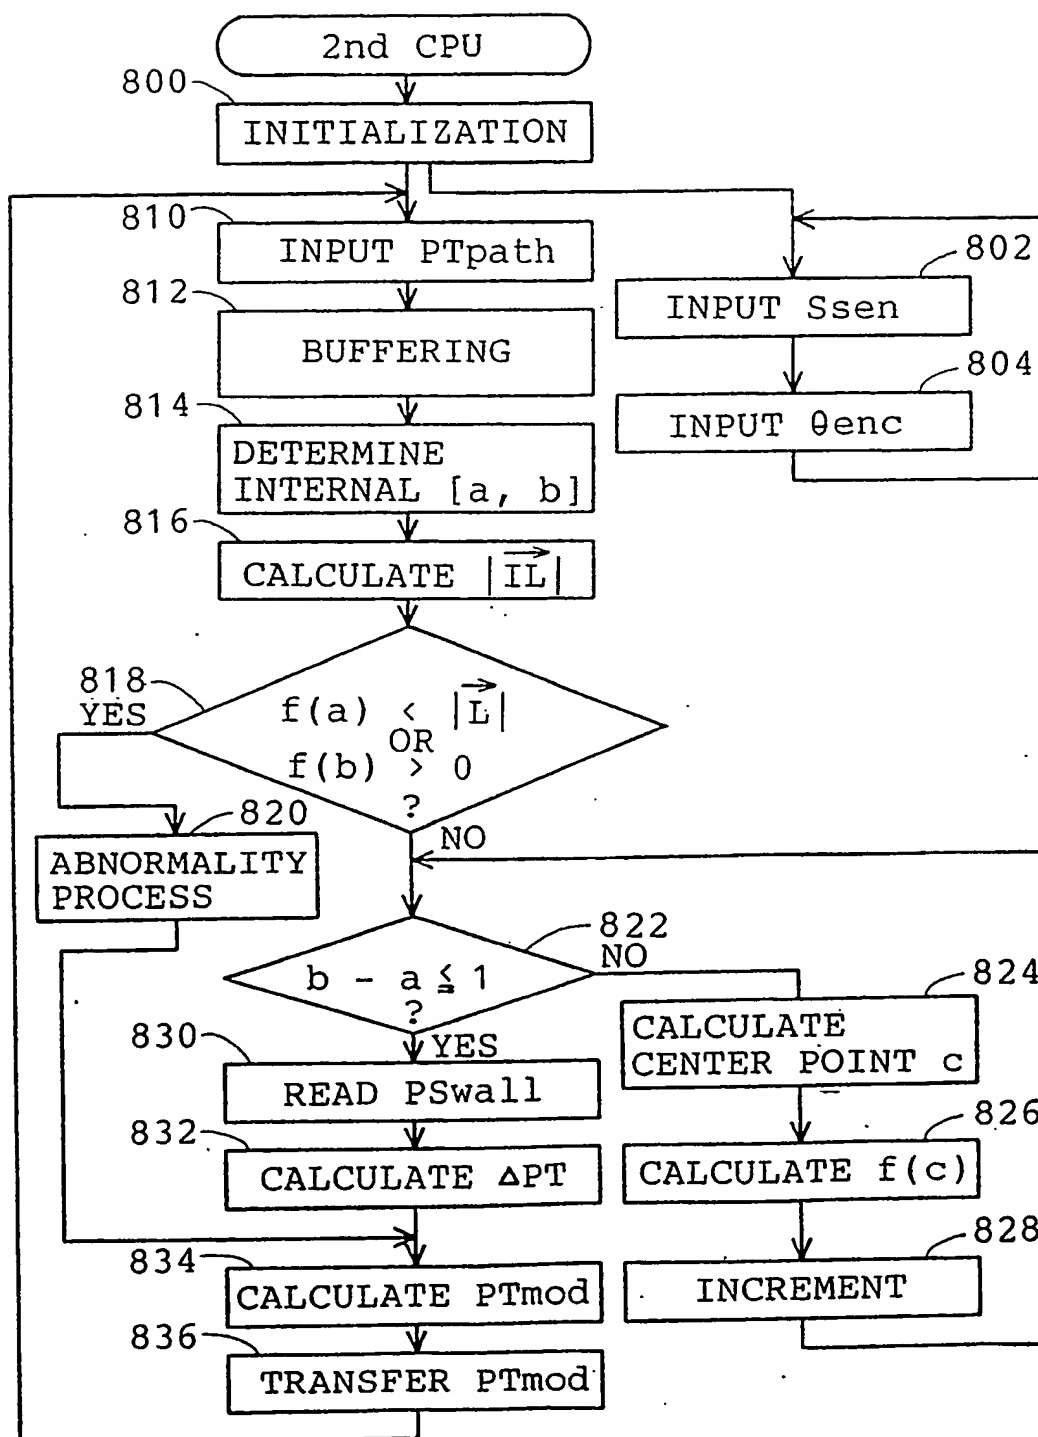 2nd CPU
800
INITIALIZATION
810
INPUT PTpath
802
INPUT Ssen
812
BUFFERING
804
INPUT θenc
814
DETERMINE
INTERNAL [a, b]
816
CALCULATE |IL|
818
YES
f(a) < |L|
OR
f(b) > 0
?
820
NO
ABNORMALITY
PROCESS
822
NO
b - a ≦ 1
?
YES
824
CALCULATE
CENTER POINT c
830
READ PSwall
826
CALCULATE f(c)
832
CALCULATE ΔPT
828
INCREMENT
834
CALCULATE PTmod
836
TRANSFER PTmod